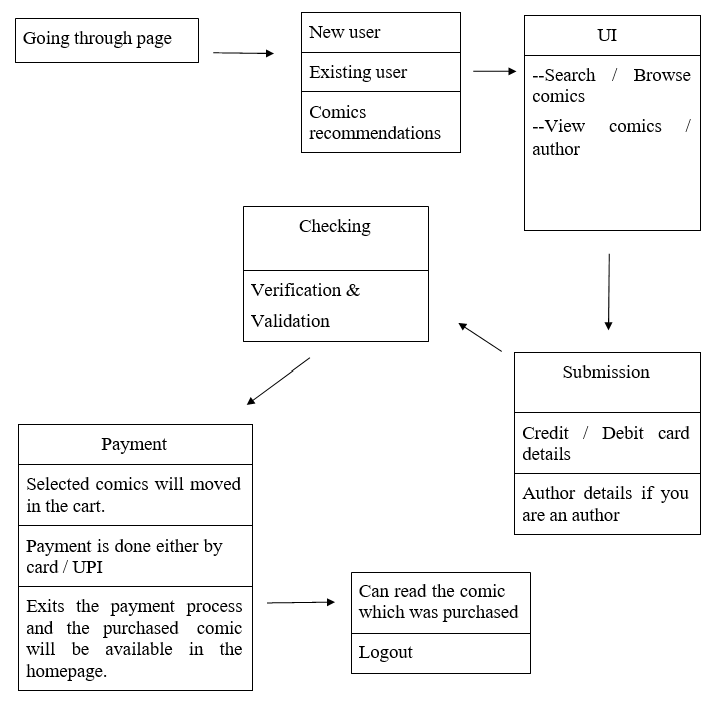 Going through page
New user
Existing user
Comics
recommendations
UI
--Search / Browse
comics
--View comics /
author
Checking
Verification &
Validation
Submission
Credit / Debit card
details
Author details if you
are an author
Payment
Selected comics will moved
in the cart.
Payment is done either by
card / UPI
Exits the payment process
and the purchased comic
will be available in the
homepage.
Can read the comic
which was purchased
Logout